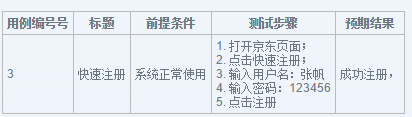 用例编号号 标题 前提条件 测试步骤 预期结果
1.打开京东页面；
2.点击快速注册；
3 快速注册 系统正常使用 3.输入用户名：张帆 成功注册，
4.输入密码：123456
5.点击注册